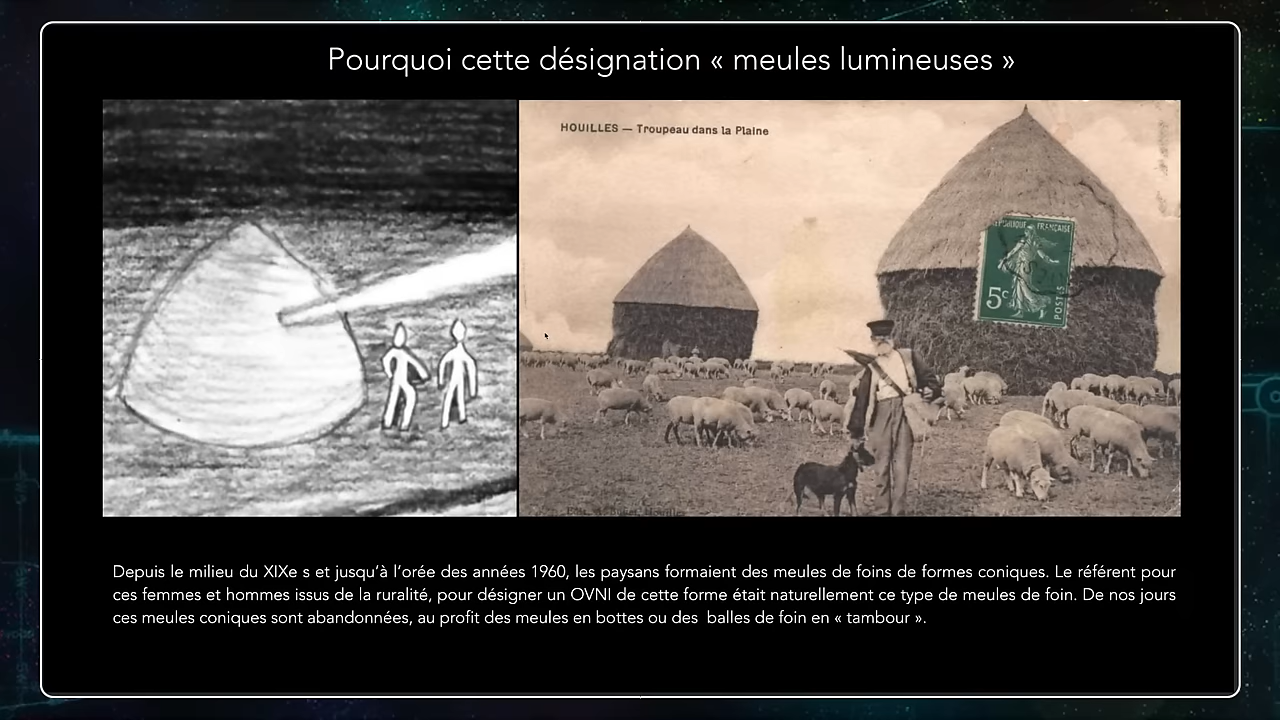 Pourquoi cette désignation « meules lumineuses »
HOUILLES — Troupeau dans la Plaine
REPUBLIQUE FRANÇAISE
5c
POSTES
Depuis le milieu du XIXe s et jusqu'à l'orée des années 1960, les paysans formaient des meules de foins de formes coniques. Le référent pour
ces femmes et hommes issus de la ruralité, pour désigner un OVNI de cette forme était naturellement ce type de meules de foin. De nos jours
ces meules coniques sont abandonnées, au profit des meules en bottes ou des  balles de foin en « tambour ».